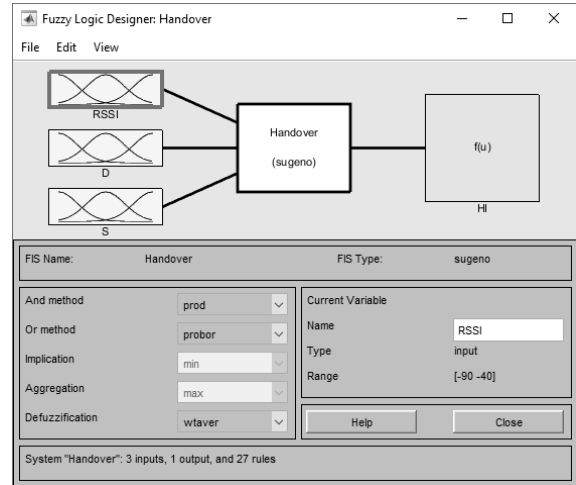 Fuzzy Logic Designer: Handover
File Edit View
RSSI
D
S
Handover
(sugeno)
f(u)
HI
FIS Name: Handover FIS Type: sugeno
And method prod
Or method probor
Implication min
Aggregation max
Defuzzification wtaver
Current Variable
Name RSSI
Type input
Range [-90 -40]
Help Close
System "Handover": 3 inputs, 1 output, and 27 rules